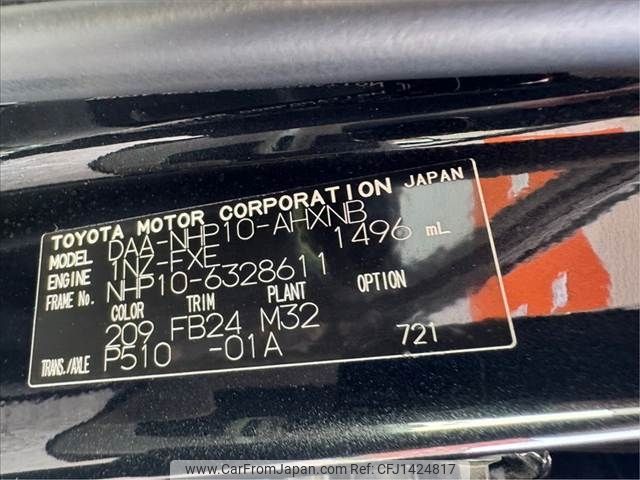 TOYOTA MOTOR CORPORATION JAPAN
MODEL DAA-NHP10-AHXNB
ENGINE 1NZ-FXE 1496 mL
FRAME No. NHP10-6328611
COLOR TRIM PLANT OPTION
209 FB24 M32
TRANS./AXLE P510 -01A 721
www.CarFromJapan.com - CFJ1424817